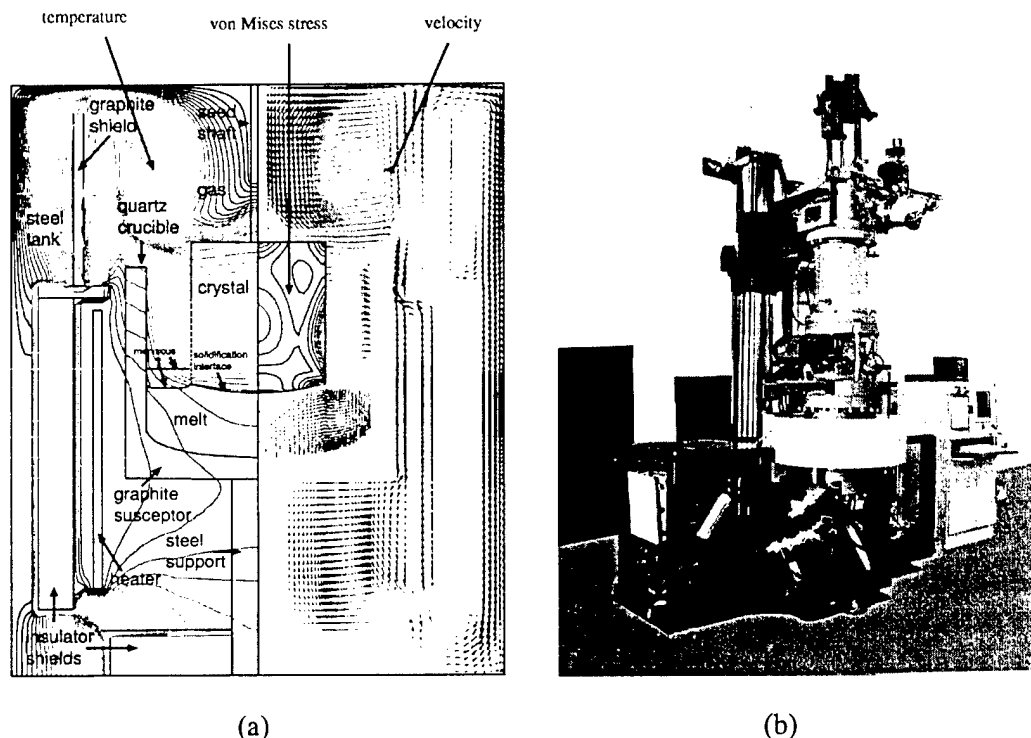 temperature
von Mises stress
velocity
graphite
shield
seed
shaft
gas
quartz
crucible
steel
tank
crystal
meniscus
solidification
interface
melt
graphite
susceptor
steel
support
heater
insulator
shields
(a)
(b)